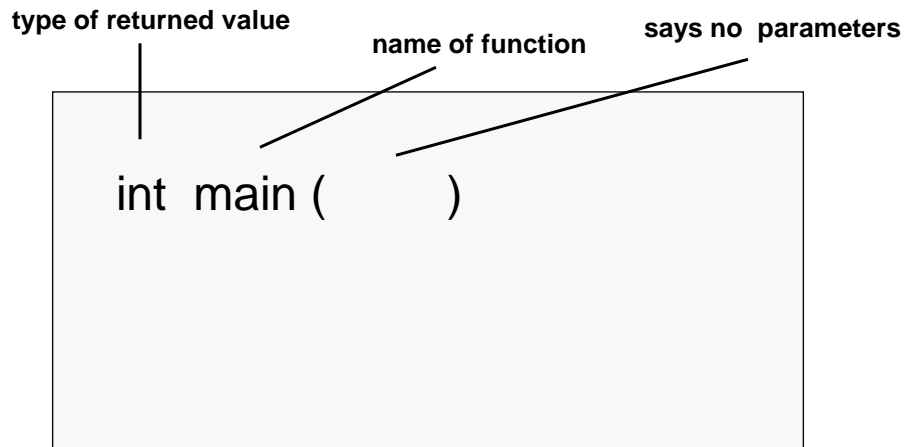 type of returned value
name of function
says no parameters
int main ( )